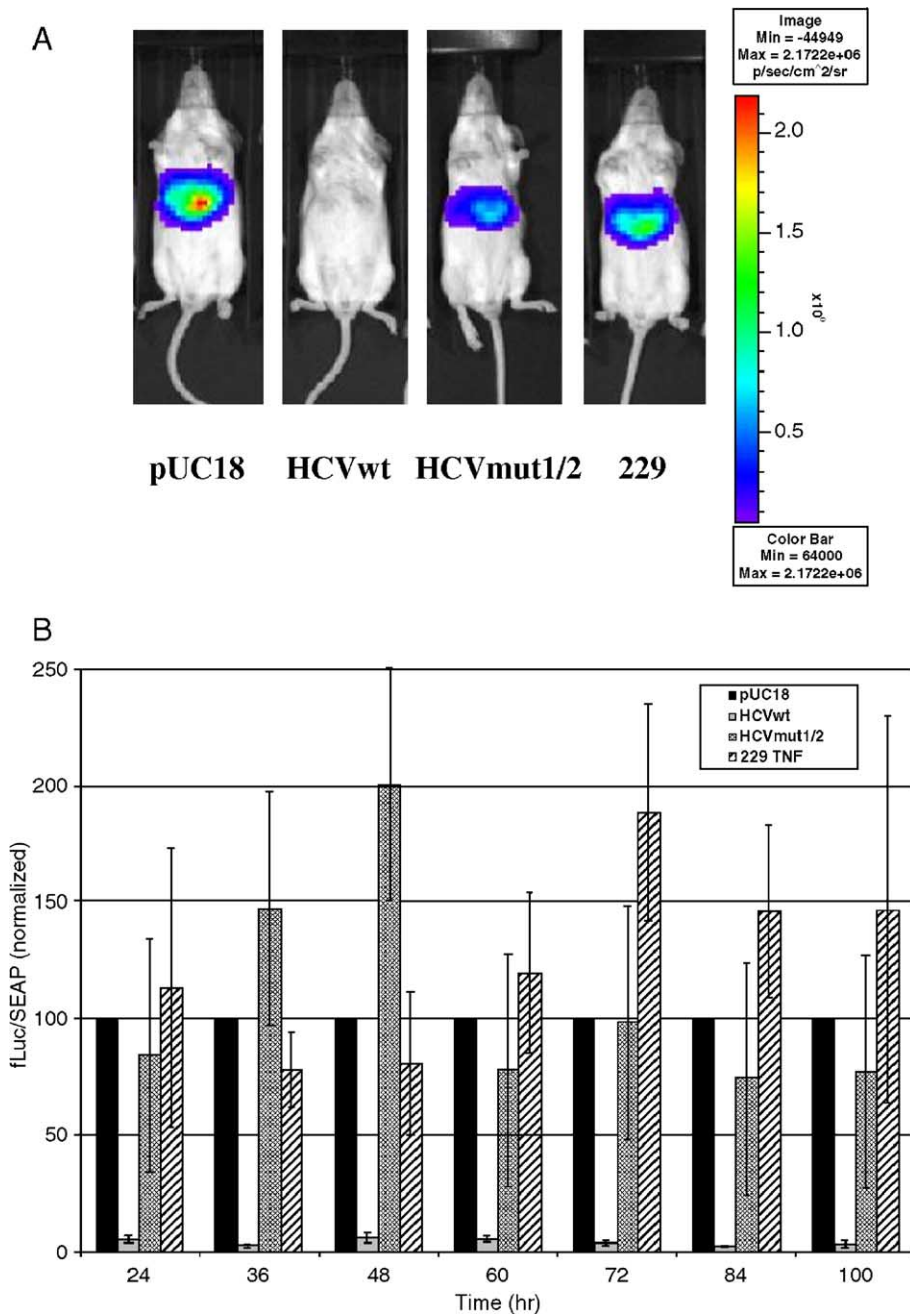 A
Image
Min = -44949
Max = 2.1722e+06
p/sec/cm^2/sr
2.0
1.5
1.0
0.5
Color Bar
Min = 64000
Max = 2.1722e+06
pUC18 HCVwt HCVmut1/2 229
B
250
200
150
100
50
0
fLuc/SEAP (normalized)
pUC18
HCVwt
HCVmut1/2
229 TNF
24 36 48 60 72 84 100
Time (hr)